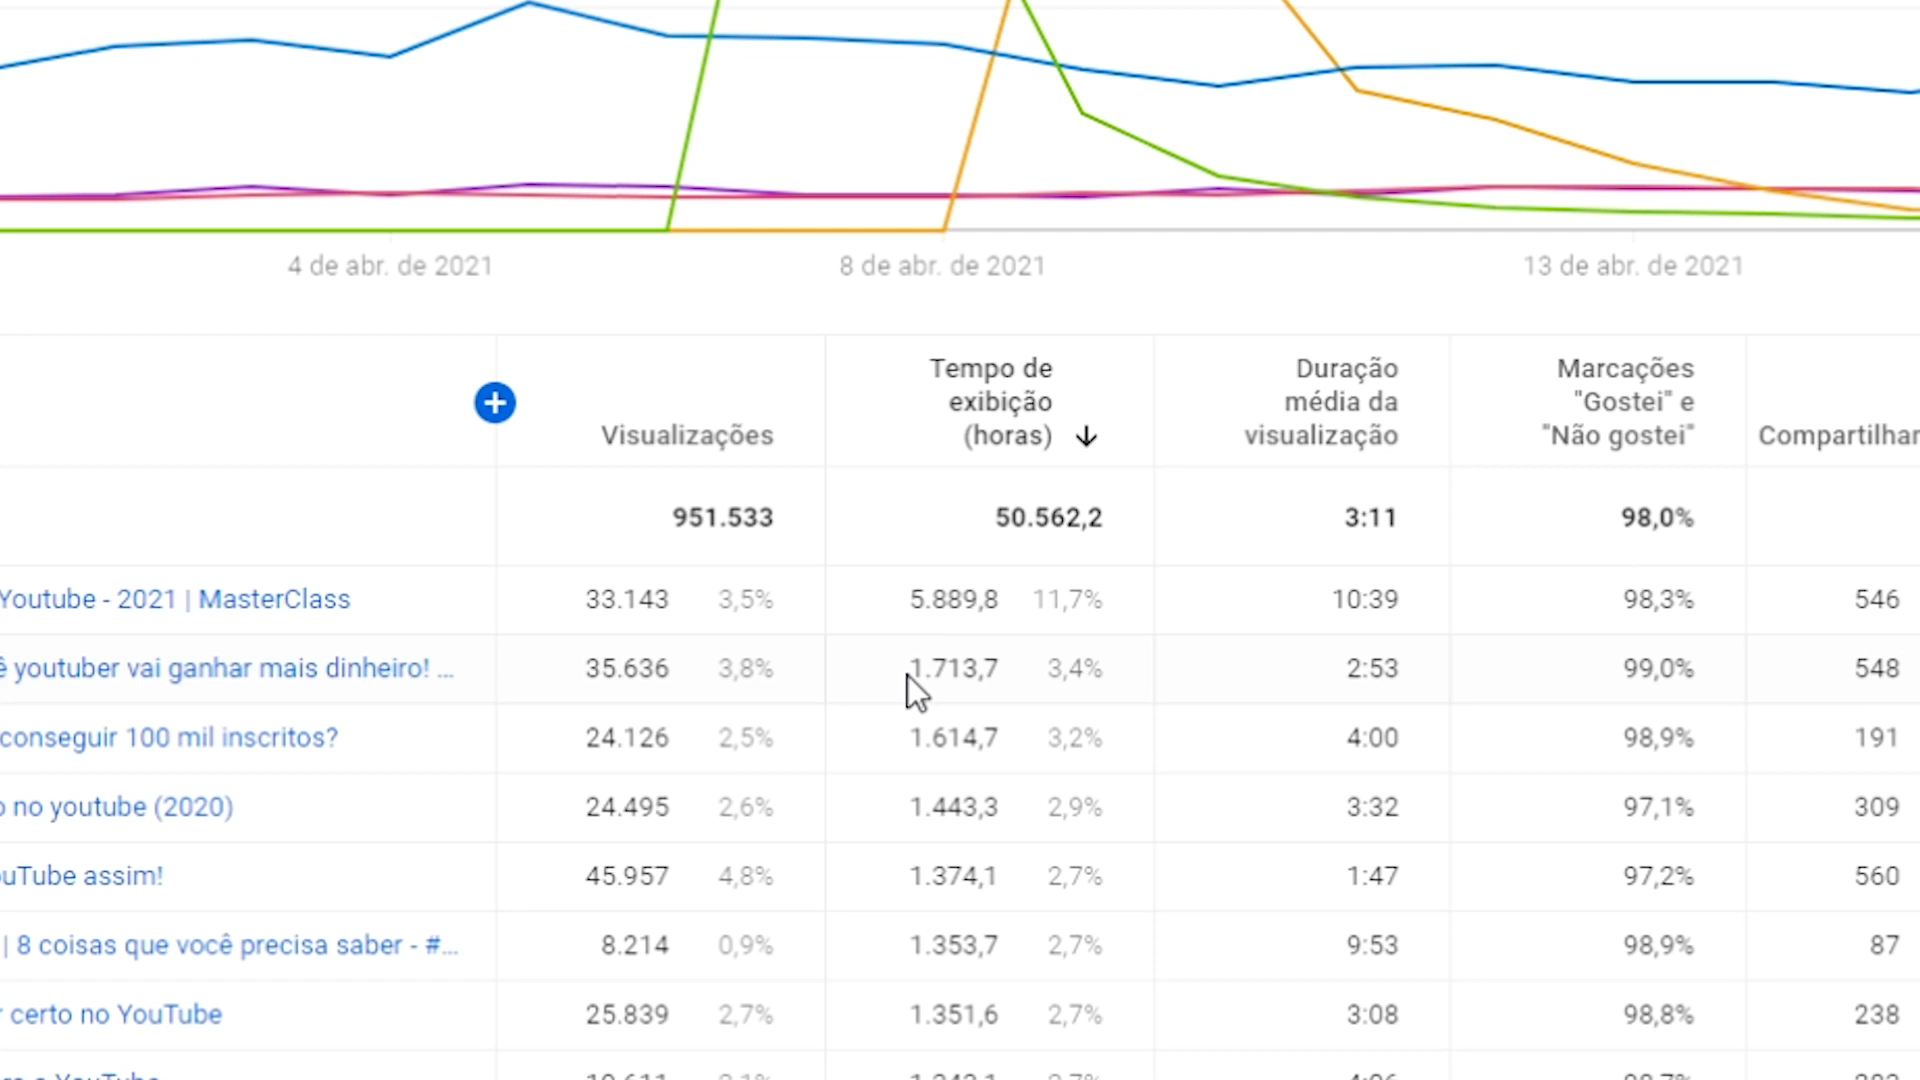 4 de abr. de 2021 8 de abr. de 2021 13 de abr. de 2021
Visualizações Tempo de exibição (horas) Duração média da visualização Marcações "Gostei" e "Não gostei" Compartilhar
951.533 50.562,2 3:11 98,0%
Youtube - 2021 | MasterClass 33.143 3,5% 5.889,8 11,7% 10:39 98,3% 546
ê youtuber vai ganhar mais dinheiro! ... 35.636 3,8% 1.713,7 3,4% 2:53 99,0% 548
conseguir 100 mil inscritos? 24.126 2,5% 1.614,7 3,2% 4:00 98,9% 191
o no youtube (2020) 24.495 2,6% 1.443,3 2,9% 3:32 97,1% 309
ouTube assim! 45.957 4,8% 1.374,1 2,7% 1:47 97,2% 560
| 8 coisas que você precisa saber - #... 8.214 0,9% 1.353,7 2,7% 9:53 98,9% 87
r certo no YouTube 25.839 2,7% 1.351,6 2,7% 3:08 98,8% 238